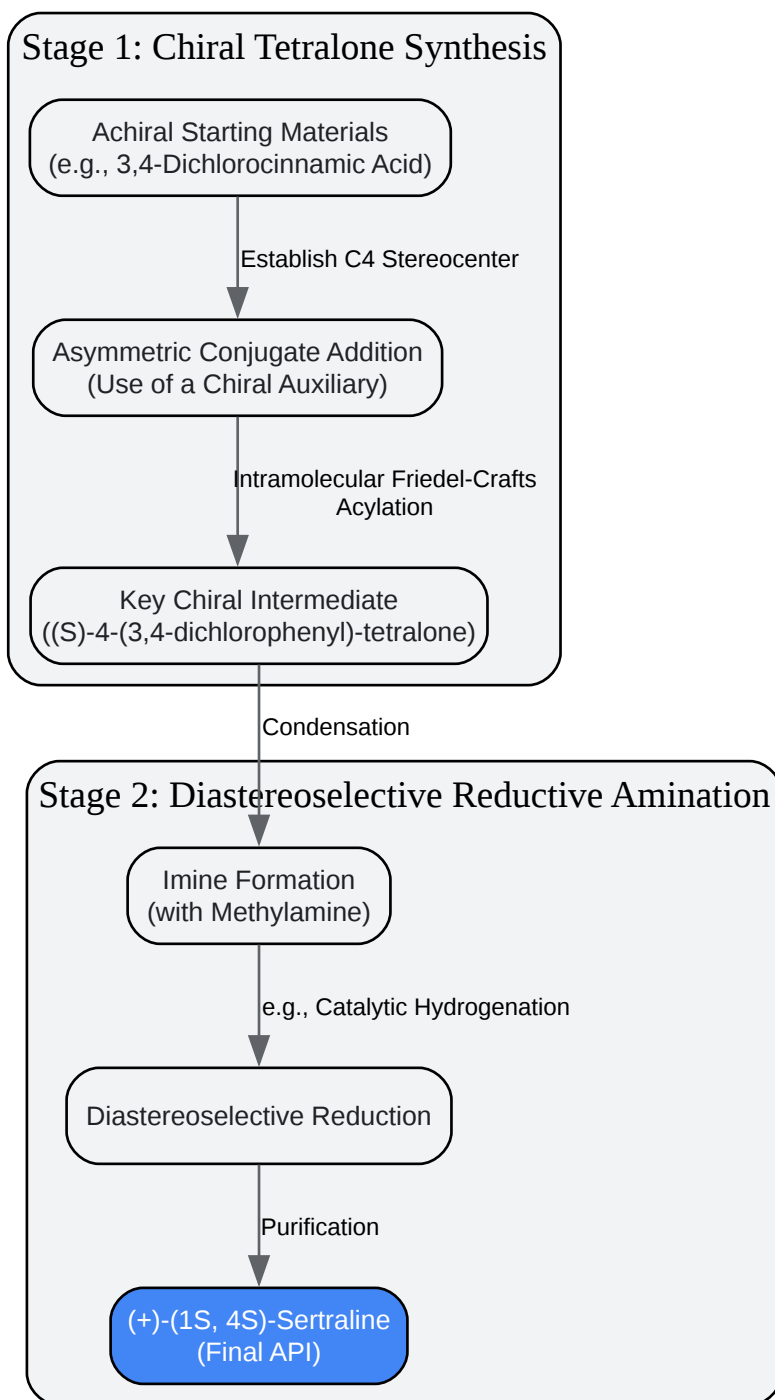 Stage 1: Chiral Tetralone Synthesis
Achiral Starting Materials
(e.g., 3,4-Dichlorocinnamic Acid)
Establish C4 Stereocenter
Asymmetric Conjugate Addition
(Use of a Chiral Auxiliary)
Intramolecular Friedel-Crafts
Acylation
Key Chiral Intermediate
((S)-4-(3,4-dichlorophenyl)-tetralone)
Condensation
Stage 2: Diastereoselective Reductive Amination
Imine Formation
(with Methylamine)
e.g., Catalytic Hydrogenation
Diastereoselective Reduction
Purification
(+)-(1S, 4S)-Sertraline
(Final API)